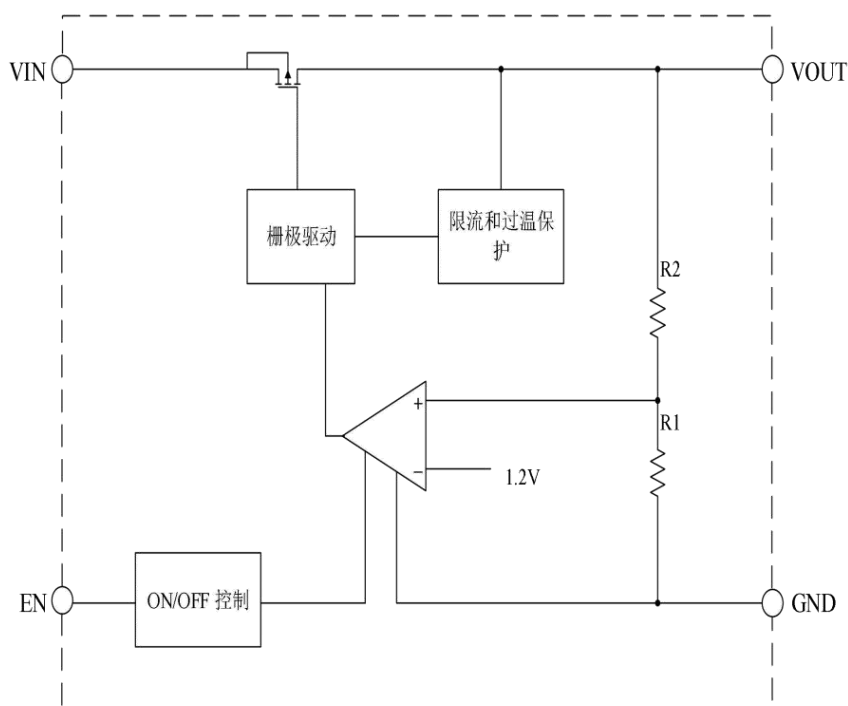 VIN
VOUT
栅极驱动
限流和过温保
护
R2
+
R1
−
1.2V
EN
ON/OFF 控制
GND